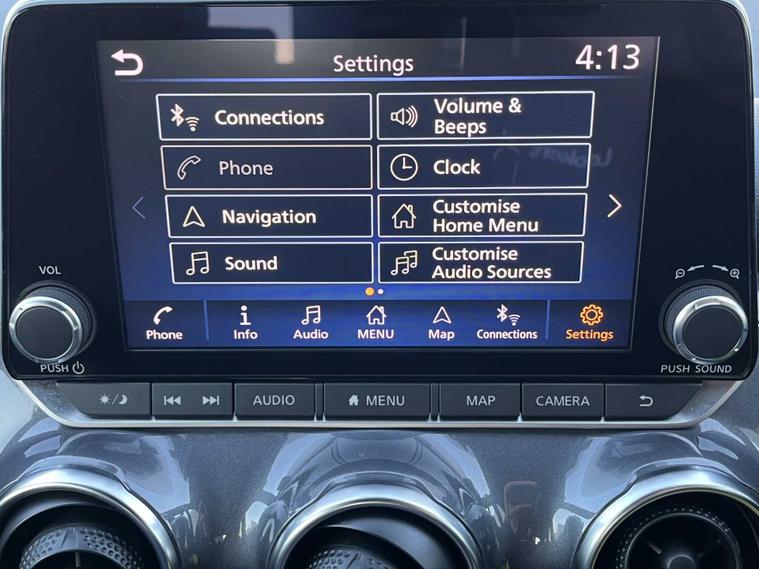 Settings
4:13
Connections
Volume &
Beeps
Phone
Clock
Navigation
Customise
Home Menu
Sound
Customise
Audio Sources
Phone
Info
Audio
MENU
Map
Connections
Settings
VOL
PUSH
PUSH SOUND
AUDIO
MENU
MAP
CAMERA